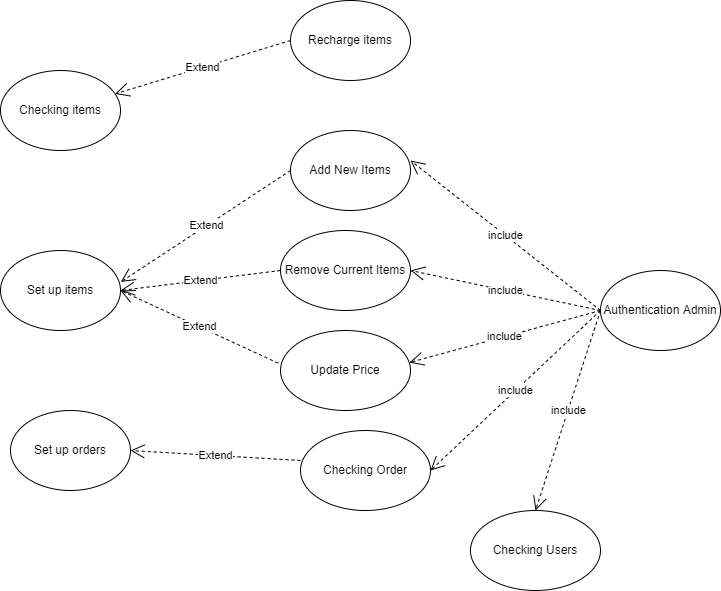 Recharge items
Extend
Checking items
Add New Items
Extend
include
Remove Current Items
Extend
Set up items
include
Authentication Admin
Extend
include
Update Price
include
include
Set up orders
Extend
Checking Order
Checking Users